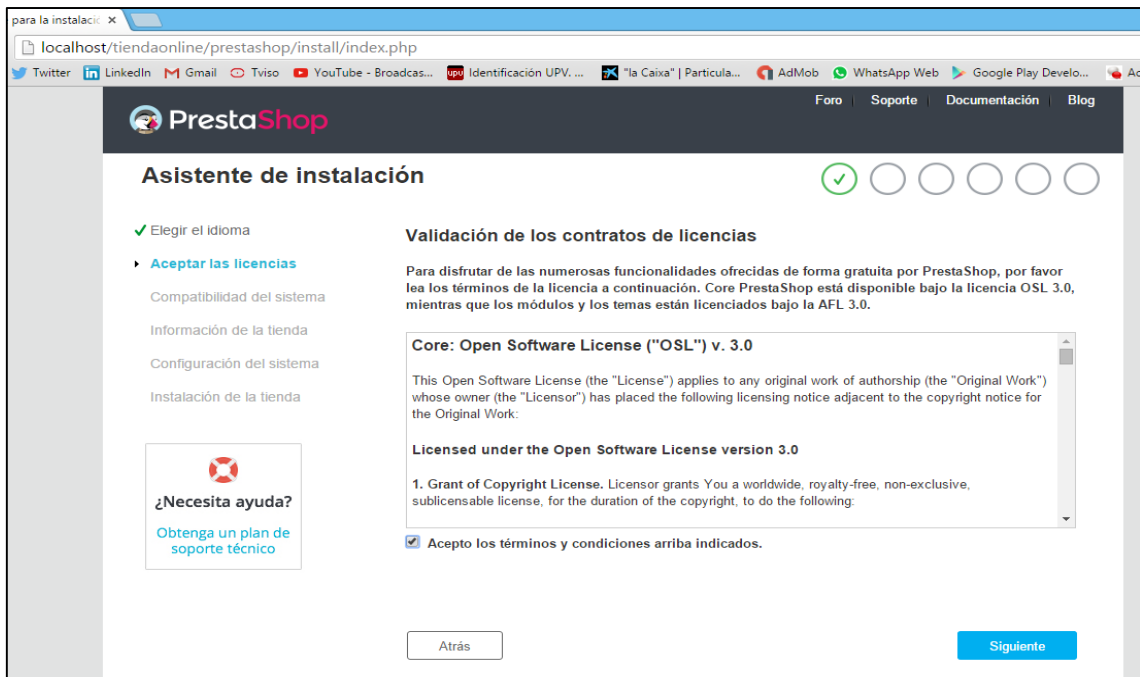 para la instalació
localhost/tiendaonline/prestashop/install/index.php
Twitter LinkedIn Gmail Tviso YouTube - Broadcas... Identificación UPV. ... "la Caixa" | Particula... AdMob WhatsApp Web Google Play Develo...
PrestaShop
Foro Soporte Documentación Blog
Asistente de instalación
Elegir el idioma
Aceptar las licencias
Compatibilidad del sistema
Información de la tienda
Configuración del sistema
Instalación de la tienda
¿Necesita ayuda?
Obtenga un plan de
soporte técnico
Validación de los contratos de licencias
Para disfrutar de las numerosas funcionalidades ofrecidas de forma gratuita por PrestaShop, por favor
lea los términos de la licencia a continuación. Core PrestaShop está disponible bajo la licencia OSL 3.0,
mientras que los módulos y los temas están licenciados bajo la AFL 3.0.
Core: Open Software License ("OSL") v. 3.0
This Open Software License (the "License") applies to any original work of authorship (the "Original Work")
whose owner (the "Licensor") has placed the following licensing notice adjacent to the copyright notice for
the Original Work:
Licensed under the Open Software License version 3.0
1. Grant of Copyright License. Licensor grants You a worldwide, royalty-free, non-exclusive,
sublicensable license, for the duration of the copyright, to do the following:
Acepto los términos y condiciones arriba indicados.
Atrás
Siguiente